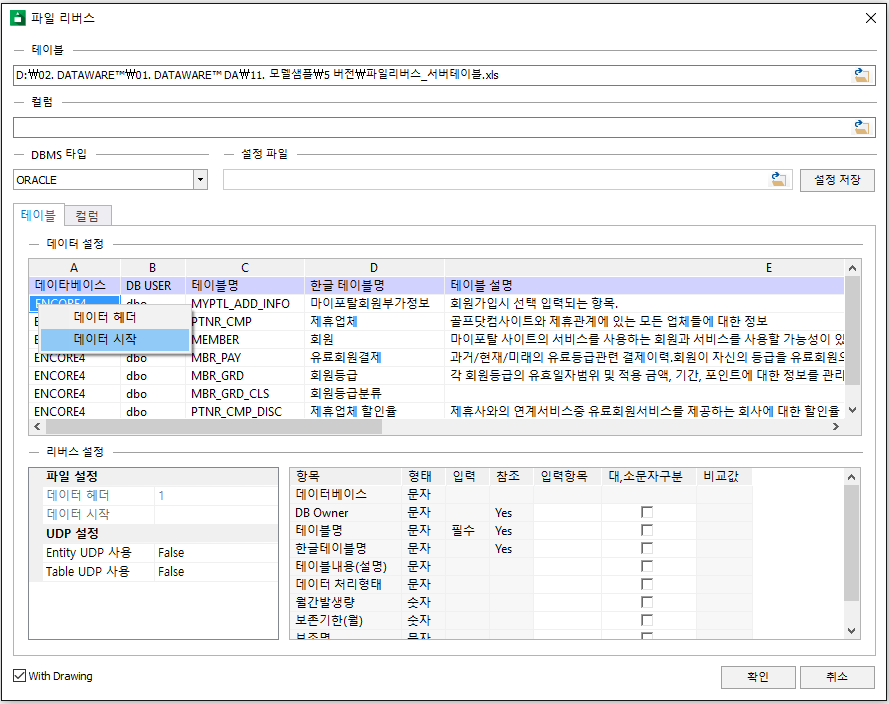 파일 리버스
테이블
D:₩02. DATAWARE™₩01. DATAWARE™ DA₩11. 모델샘플₩5 버전₩파일리버스_서버테이블.xls
컬럼
DBMS 타입 설정 파일
ORACLE 설정 저장
테이블 컬럼
데이터 설정
A B C D E
데이타베이스 DB USER 테이블명 한글 테이블명 테이블 설명
ENCORE4 dbo MYPTL_ADD_INFO 마이포탈회원부가정보 회원가입시 선택 입력되는 항목.
데이터 헤더 PTNR_CMP 제휴업체 골프닷컴사이트와 제휴관계에 있는 모든 업체들에 대한 정보
데이터 시작 MEMBER 회원 마이포탈 사이트의 서비스를 사용하는 회원과 서비스를 사용할 가능성이 있
ENCORE4 dbo MBR_PAY 유료회원결제 과거/현재/미래의 유료등급관련 결제이력.회원이 자신의 등급을 유료회원으
ENCORE4 dbo MBR_GRD 회원등급 각 회원등급의 유효일자범위 및 적용 금액, 기간, 포인트에 대한 정보를 관리
ENCORE4 dbo MBR_GRD_CLS 회원등급분류
ENCORE4 dbo PTNR_CMP_DISC 제휴업체 할인율 제휴사와의 연계서비스중 유료회원서비스를 제공하는 회사에 대한 할인율
리버스 설정
파일 설정
데이터 헤더 1
데이터 시작
UDP 설정
Entity UDP 사용 False
Table UDP 사용 False
항목 형태 입력 참조 입력항목 대,소문자구분 비교값
데이터베이스 문자
DB Owner 문자 Yes
테이블명 문자 필수 Yes
한글테이블명 문자 Yes
테이블내용(설명) 문자
데이터 처리형태 문자
월간발생량 숫자
보존기한(월) 숫자
보조명 문자
With Drawing 확인 취소